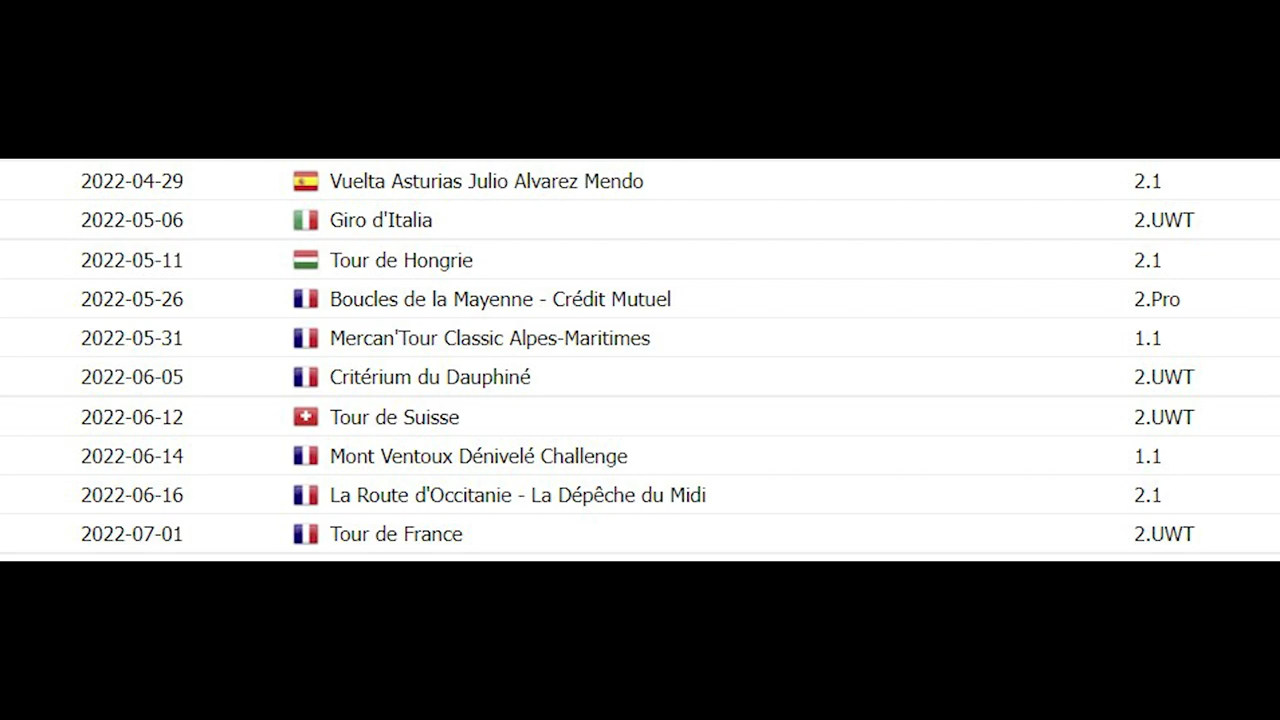 2022-04-29 Vuelta Asturias Julio Alvarez Mendo 2.1
2022-05-06 Giro d'Italia 2.UWT
2022-05-11 Tour de Hongrie 2.1
2022-05-26 Boucles de la Mayenne - Crédit Mutuel 2.Pro
2022-05-31 Mercan'Tour Classic Alpes-Maritimes 1.1
2022-06-05 Critérium du Dauphiné 2.UWT
2022-06-12 Tour de Suisse 2.UWT
2022-06-14 Mont Ventoux Dénivelé Challenge 1.1
2022-06-16 La Route d'Occitanie - La Dépêche du Midi 2.1
2022-07-01 Tour de France 2.UWT